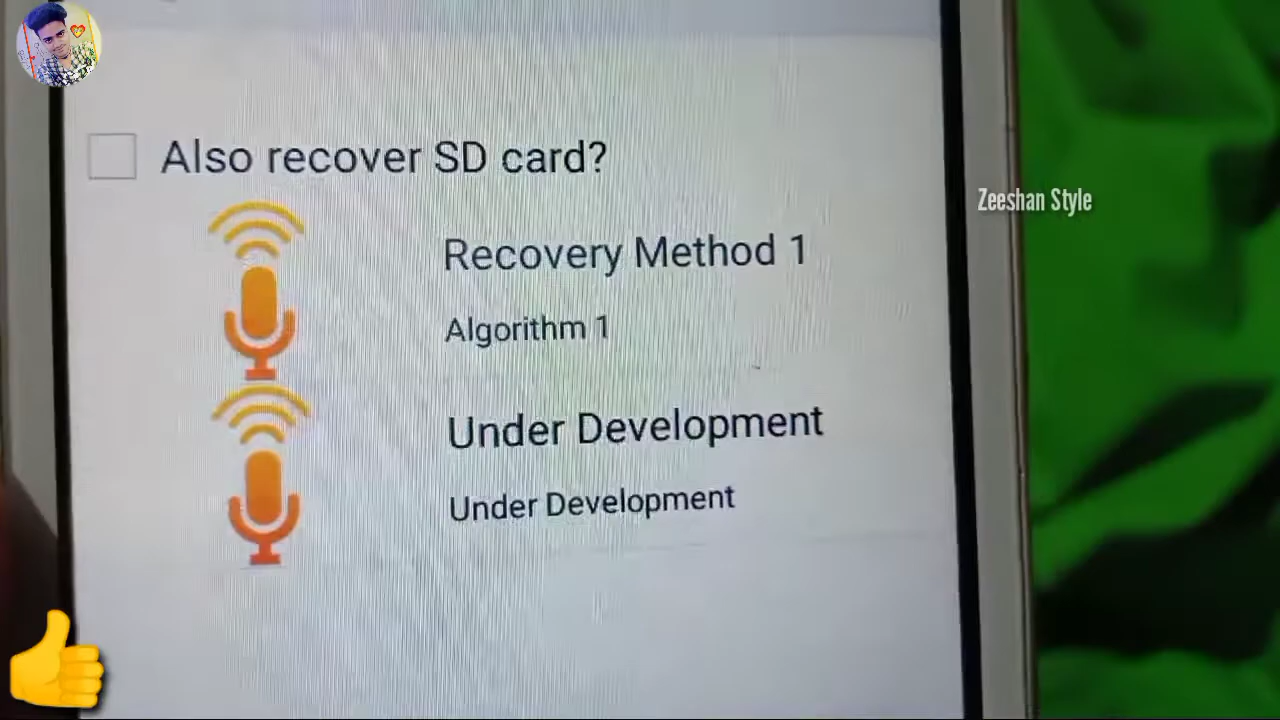 Also recover SD card?
Zeeshan Style
Recovery Method 1
Algorithm 1
Under Development
Under Development